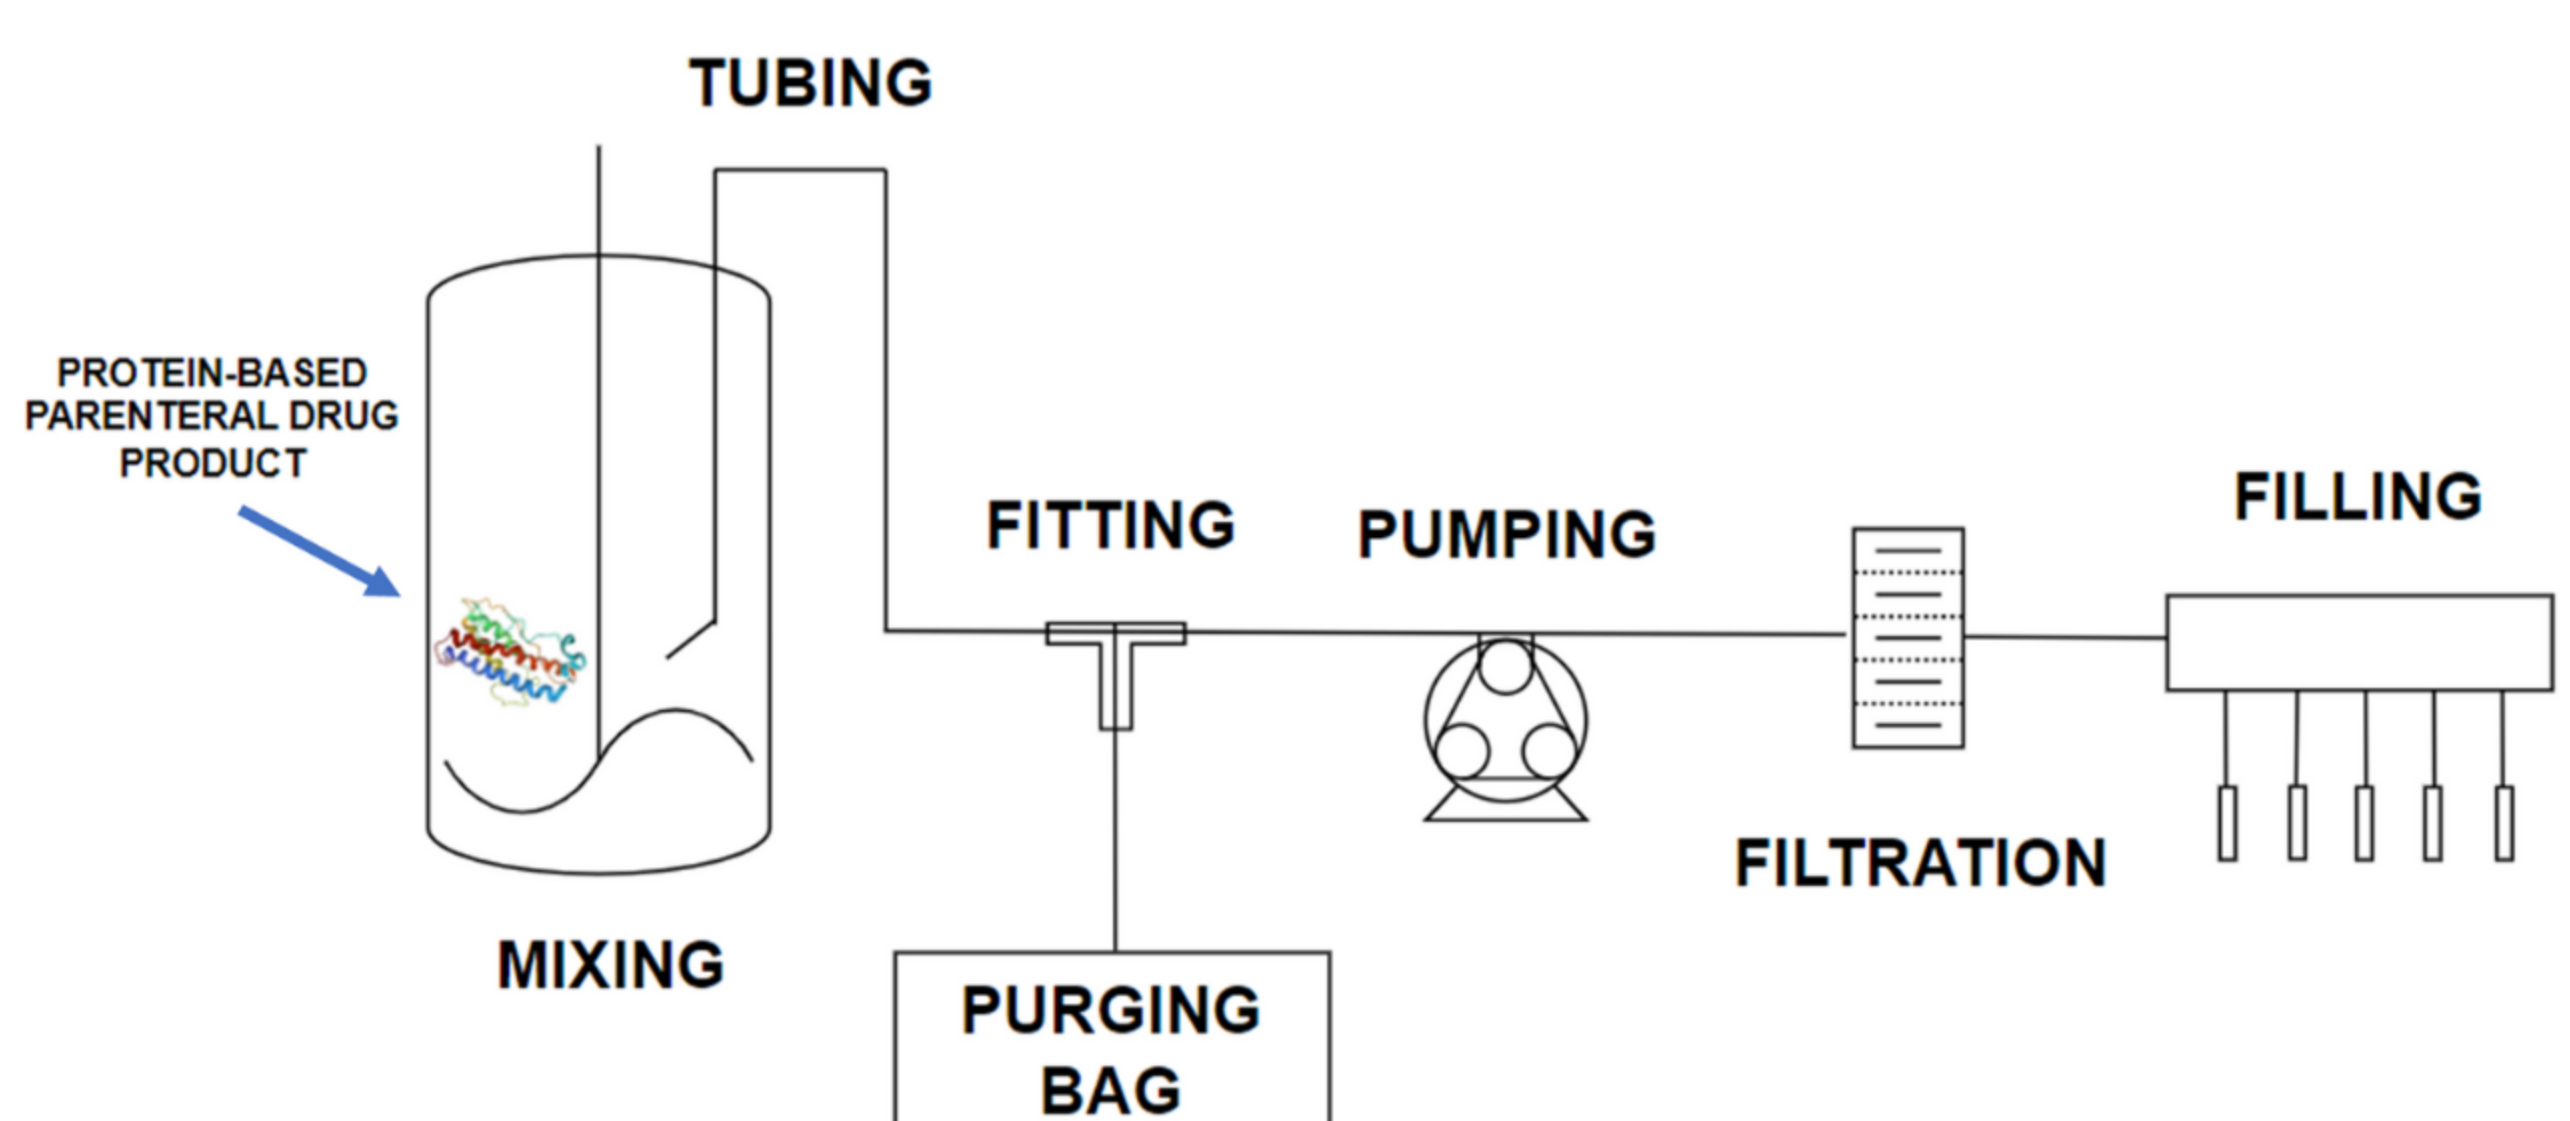 TUBING
PROTEIN-BASED
PARENTERAL DRUG
PRODUCT
FITTING
PUMPING
FILLING
FILTRATION
MIXING
PURGING
BAG